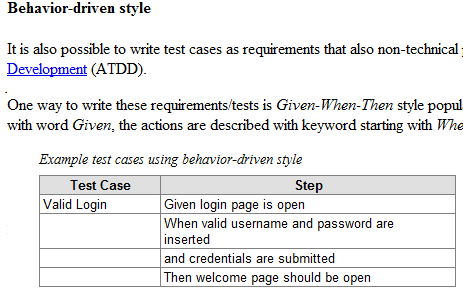 Behavior-driven style
It is also possible to write test cases as requirements that also non-technical
Development (ATDD).
.
One way to write these requirements/tests is Given-When-Then style popul
with word Given, the actions are described with keyword starting with Whe
Example test cases using behavior-driven style
Test Case Step
Valid Login Given login page is open
When valid username and password are
inserted
and credentials are submitted
Then welcome page should be open